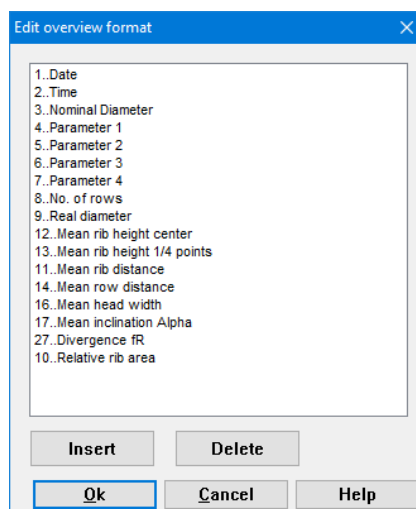 Edit overview format
1..Date
2..Time
3..Nominal Diameter
4..Parameter 1
5..Parameter 2
6..Parameter 3
7..Parameter 4
8..No. of rows
9..Real diameter
12..Mean rib height center
13..Mean rib height 1/4 points
11..Mean rib distance
14..Mean row distance
16..Mean head width
17..Mean inclination Alpha
27..Divergence fR
10..Relative rib area
Insert Delete
Ok Cancel Help